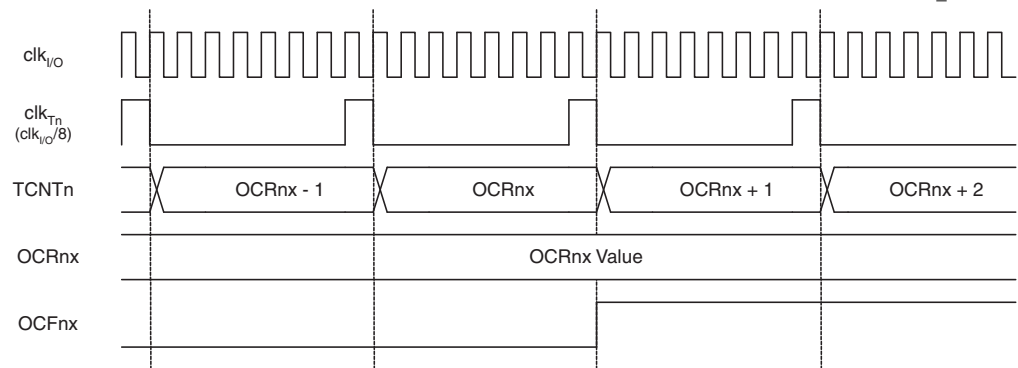 clkI/O
clkTn
(clkI/O/8)
TCNTn OCRnx - 1 OCRnx OCRnx + 1 OCRnx + 2
OCRnx OCRnx Value
OCFnx